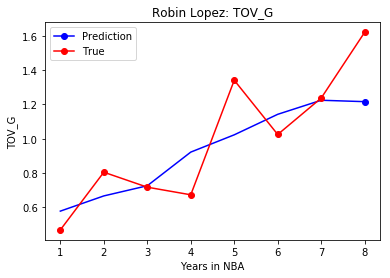 Robin Lopez: TOV_G
Prediction
True
TOV_G
1.6
1.4
1.2
1.0
0.8
0.6
1 2 3 4 5 6 7 8
Years in NBA